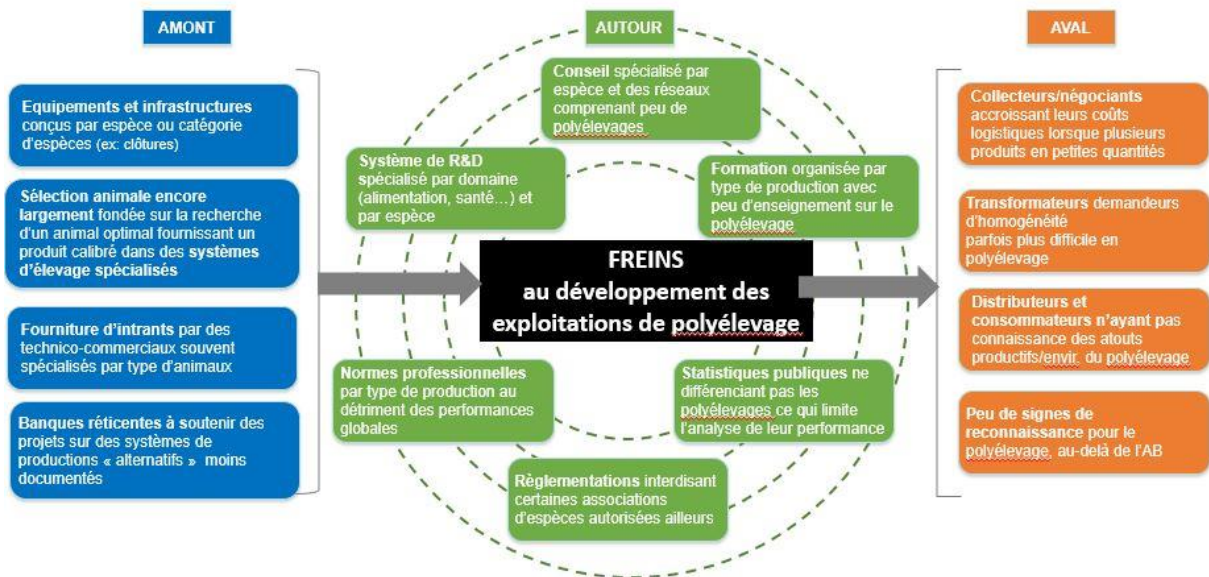 AMONT
Equipements et infrastructures
conçus par espèce ou catégorie
d'espèces (ex: clôtures)
Sélection animale encore
largement fondée sur la recherche
d'un animal optimal fournissant un
produit calibré dans des systèmes
d'élevage spécialisés
Fourniture d'intrants par des
technico-commerciaux souvent
spécialisés par type d'animaux
Banques réticentes à soutenir des
projets sur des systèmes de
productions « alternatifs » moins
documentés
AUTOUR
Conseil spécialisé par
espèce et des réseaux
comprenant peu de
polyélevages
Système de R&D
spécialisé par domaine
(alimentation, santé…) et
par espèce
Formation organisée par
type de production avec
peu d'enseignement sur le
polyélevage
FREINS
au développement des
exploitations de polyélevage
Normes professionnelles
par type de production au
détriment des performances
globales
Statistiques publiques ne
différenciant pas les
polyélevages ce qui limite
l'analyse de leur performance
Règlementations interdisant
certaines associations
d'espèces autorisées ailleurs
AVAL
Collecteurs/négociants
accroissant leurs coûts
logistiques lorsque plusieurs
produits en petites quantités
Transformateurs demandeurs
d'homogénéité
parfois plus difficile en
polyélevage
Distributeurs et
consommateurs n'ayant pas
connaissance des atouts
productifs/envir. du polyélevage
Peu de signes de
reconnaissance pour le
polyélevage, au-delà de l'AB